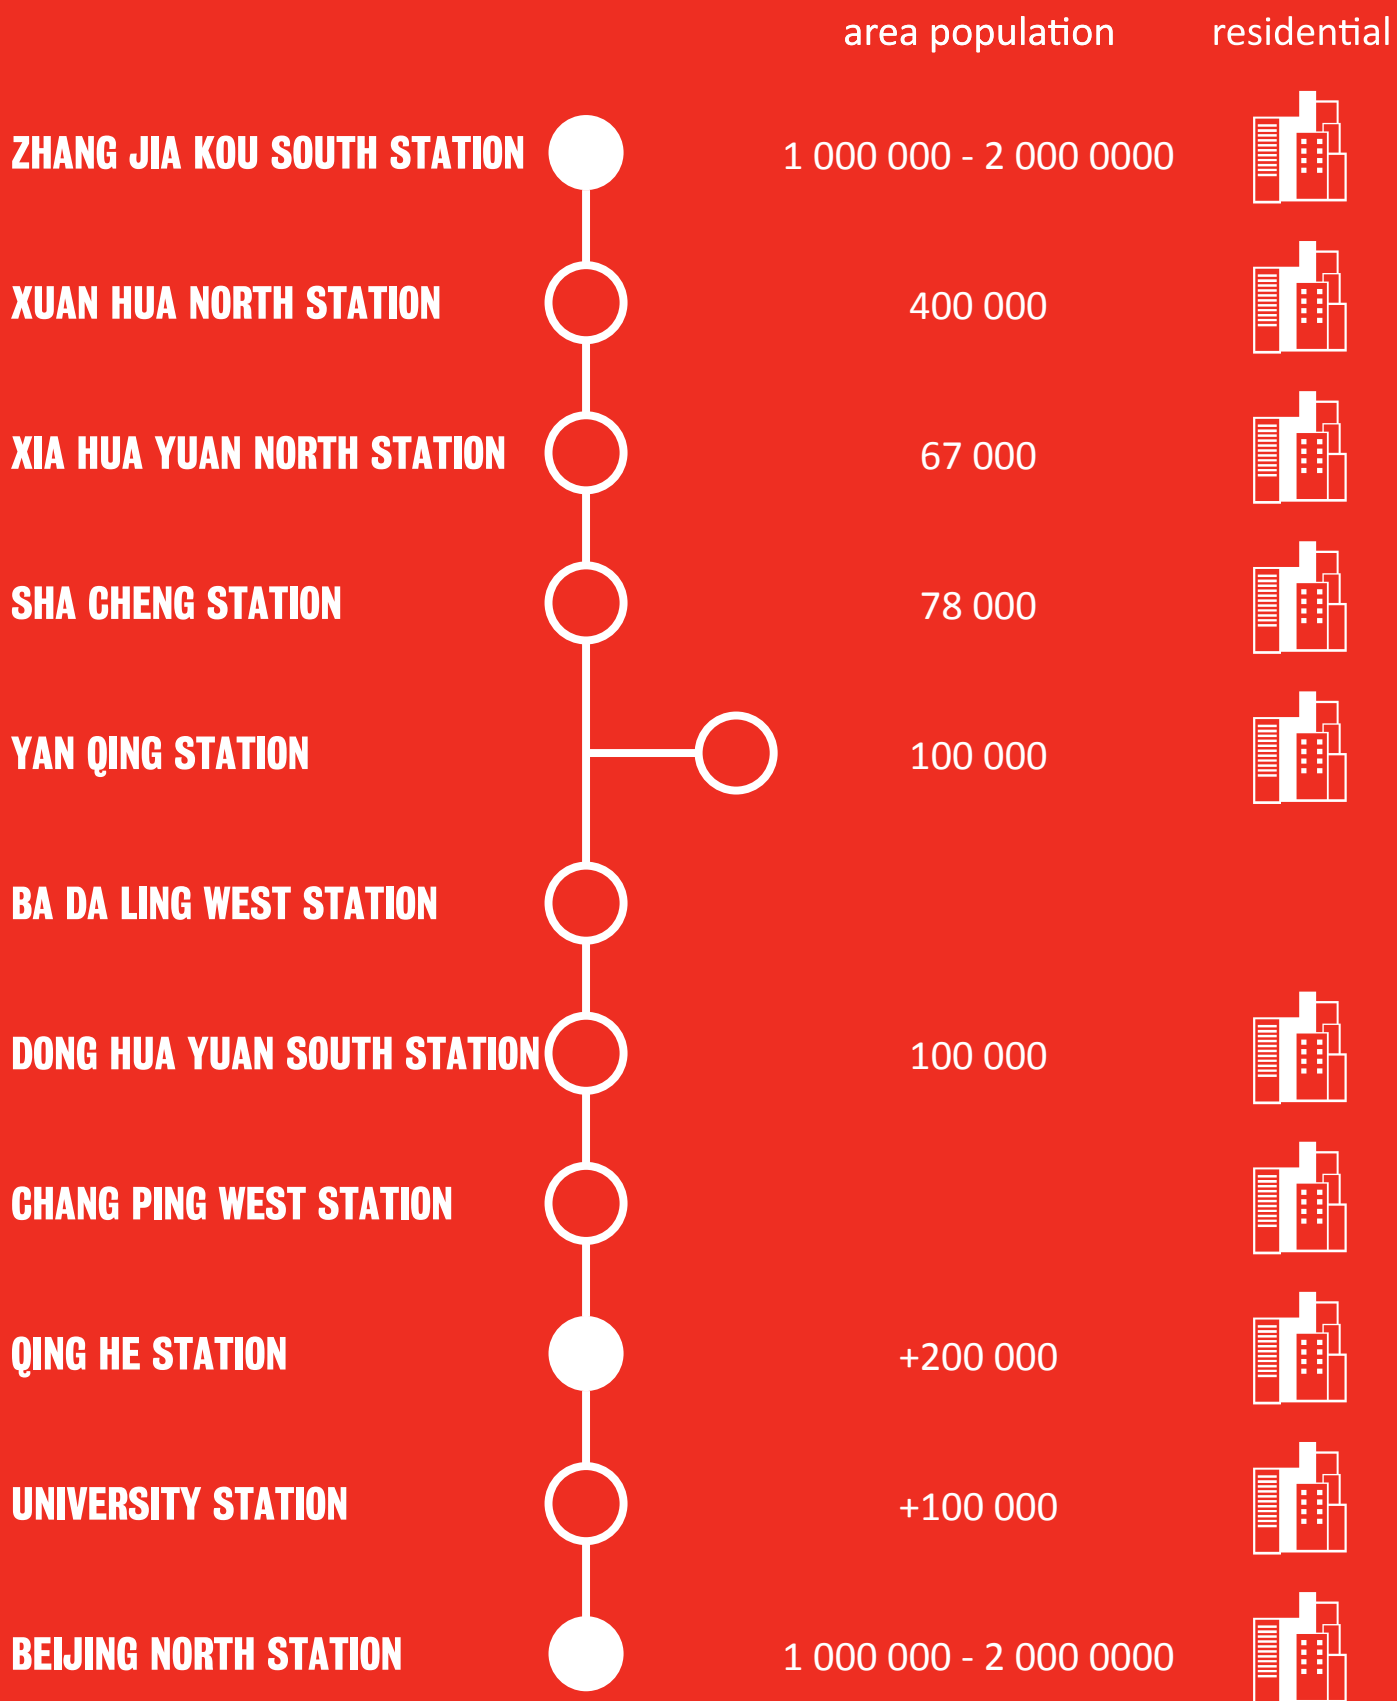 area population residential
ZHANG JIA KOU SOUTH STATION 1 000 000 - 2 000 0000
XUAN HUA NORTH STATION 400 000
XIA HUA YUAN NORTH STATION 67 000
SHA CHENG STATION 78 000
YAN QING STATION 100 000
BA DA LING WEST STATION
DONG HUA YUAN SOUTH STATION 100 000
CHANG PING WEST STATION
QING HE STATION +200 000
UNIVERSITY STATION +100 000
BEIJING NORTH STATION 1 000 000 - 2 000 0000